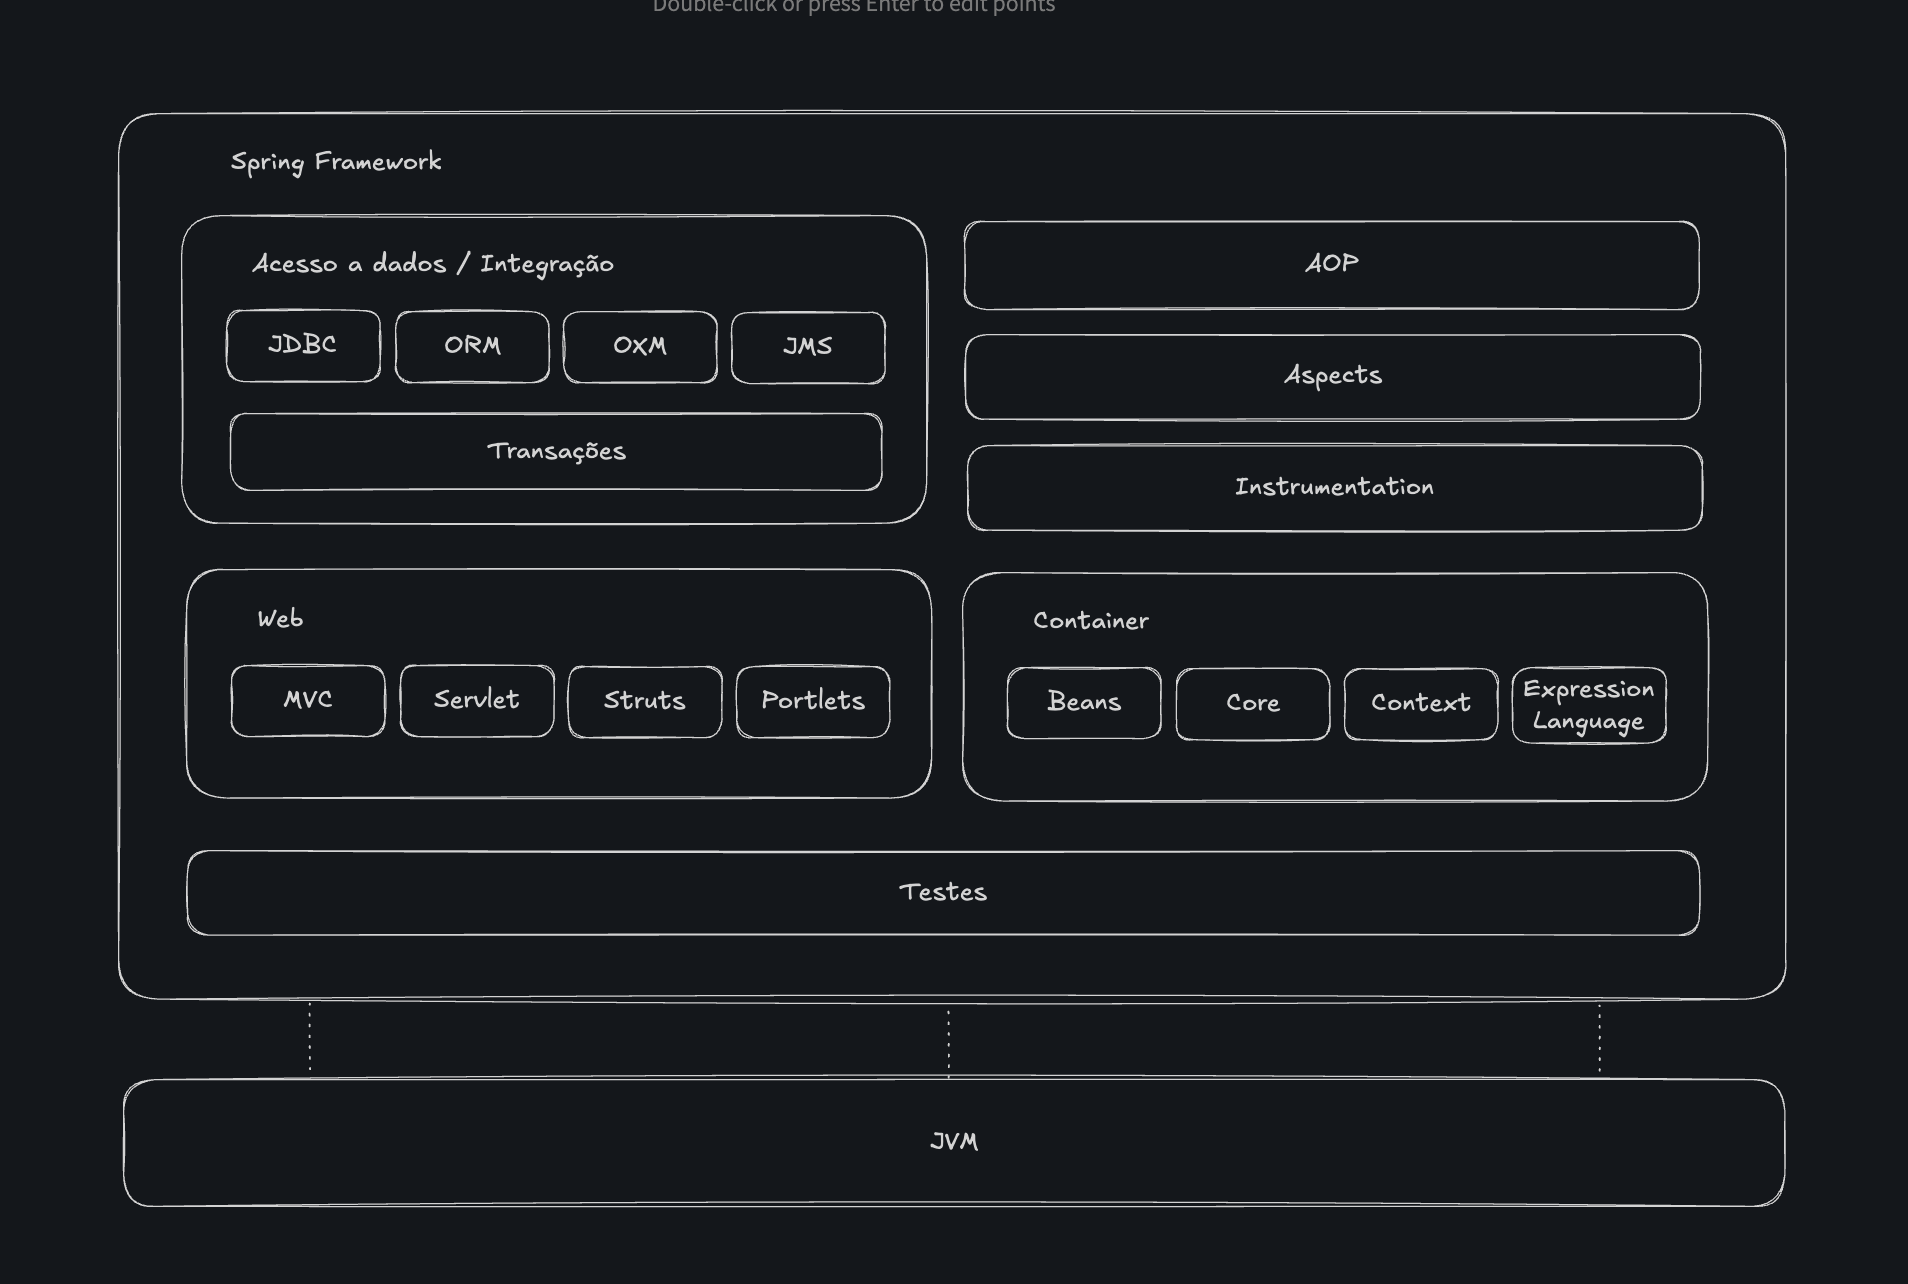 Double-click or press Enter to edit points
Spring Framework
Acesso a dados / Integração
JDBC
ORM
OXM
JMS
Transações
AOP
Aspects
Instrumentation
Web
MVC
Servlet
Struts
Portlets
Container
Beans
Core
Context
Expression
Language
Testes
JVM